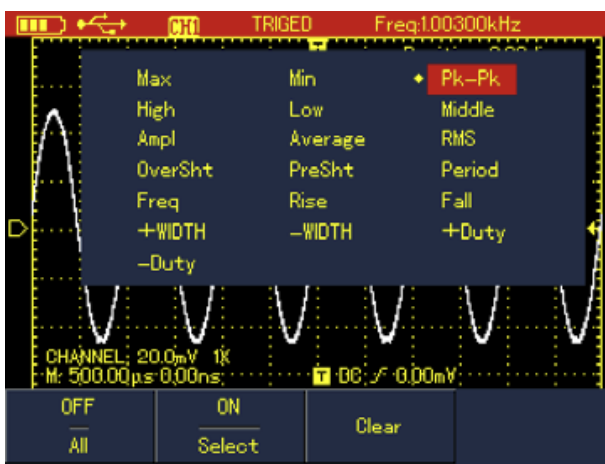 CH1 TRIGED Freq:1.00300kHz
Max Min Pk-Pk
High Low Middle
Ampl Average RMS
OverSht PreSht Period
Freq Rise Fall
+WIDTH -WIDTH +Duty
-Duty
CHANNEL: 20.0mV 1X
M: 500.00µs 0.00ns T DC 0.00mV
OFF ON
All Select Clear